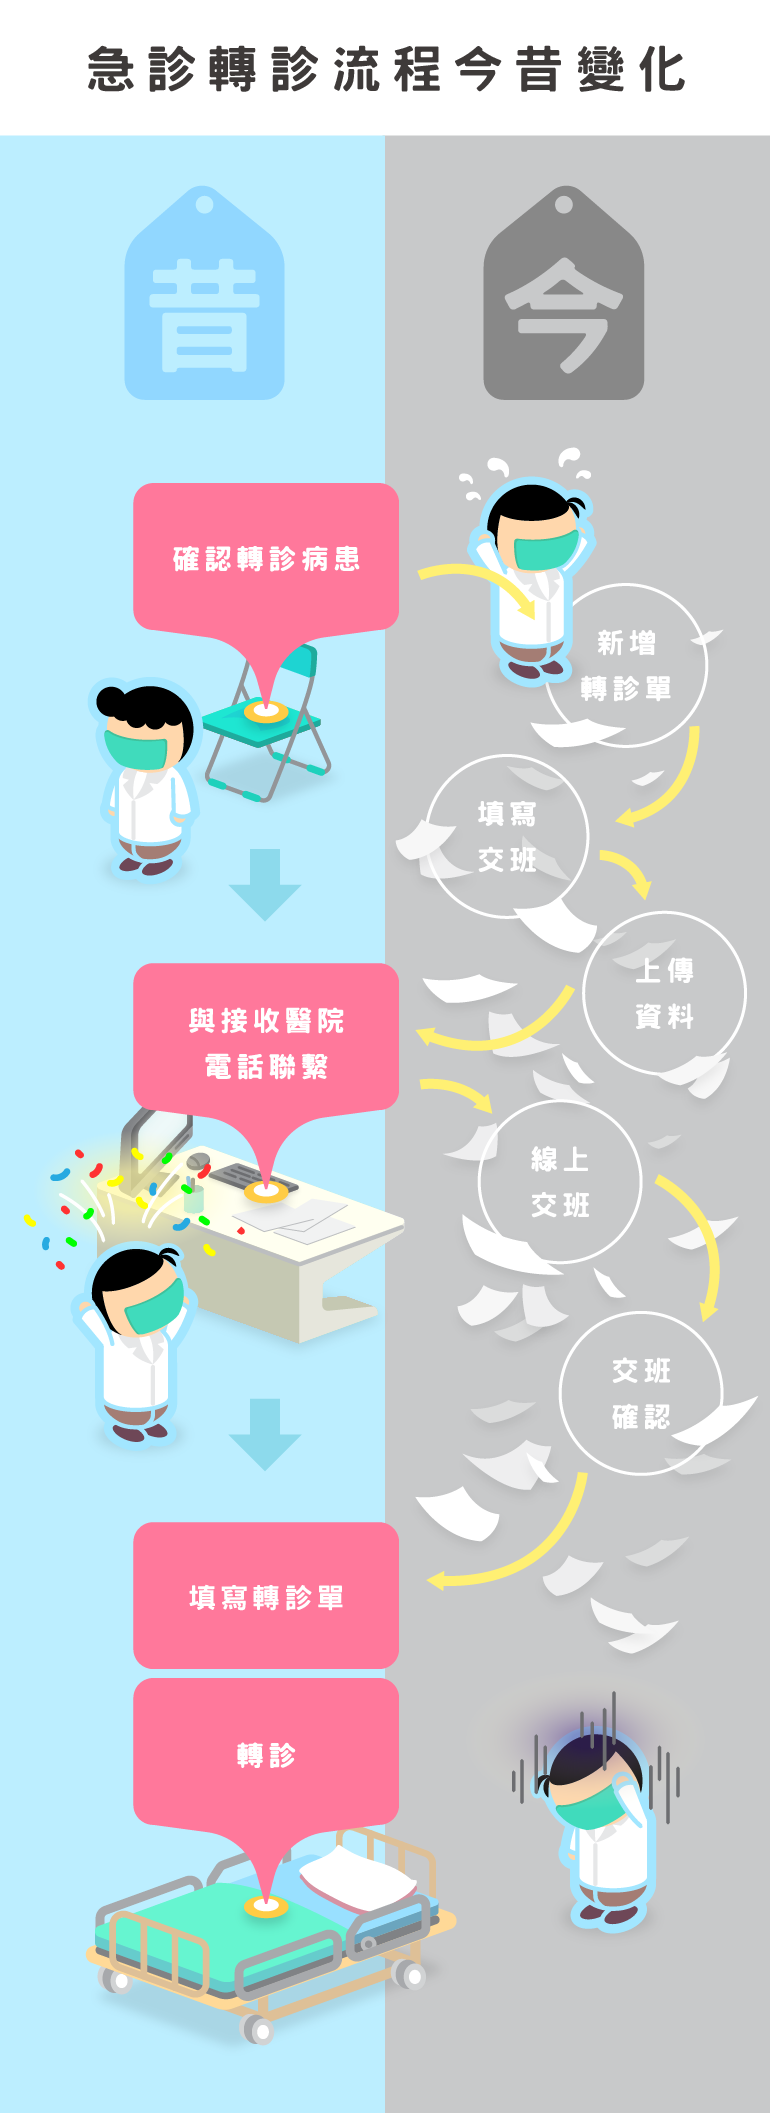 急診轉診流程今昔變化
昔
今
確認轉診病患
新增
轉診單
填寫
交班
上傳
資料
與接收醫院
電話聯繫
線上
交班
交班
確認
填寫轉診單
轉診